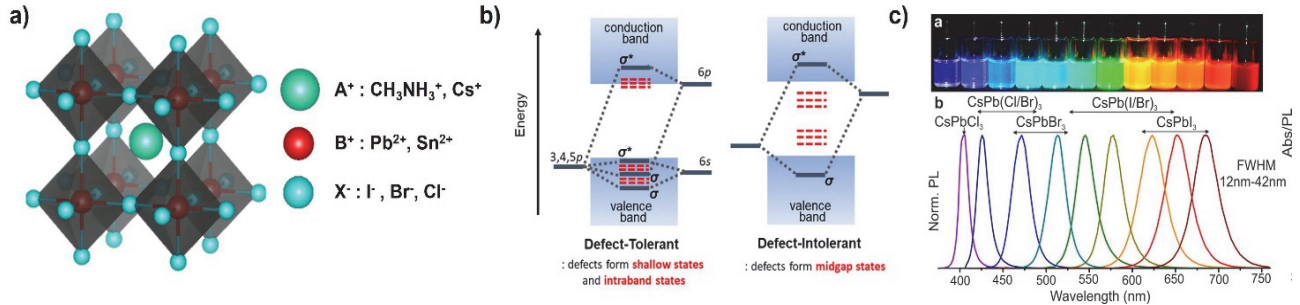 a)
A⁺ : CH₃NH₃⁺, Cs⁺
B⁺ : Pb²⁺, Sn²⁺
X⁻ : I⁻, Br⁻, Cl⁻
b)
Energy
conduction
band
σ*
6p
3,4,5p
σ*
6s
σ
σ
valence
band
Defect-Tolerant
: defects form shallow states
and intraband states
conduction
band
σ*
σ
valence
band
Defect-Intolerant
: defects form midgap states
c)
a
b
CsPb(Cl/Br)₃
CsPb(I/Br)₃
CsPbCl₃
CsPbBr₃
CsPbI₃
FWHM
12nm-42nm
Norm. PL
400 450 500 550 600 650 700 750
Wavelength (nm)
Abs/PL